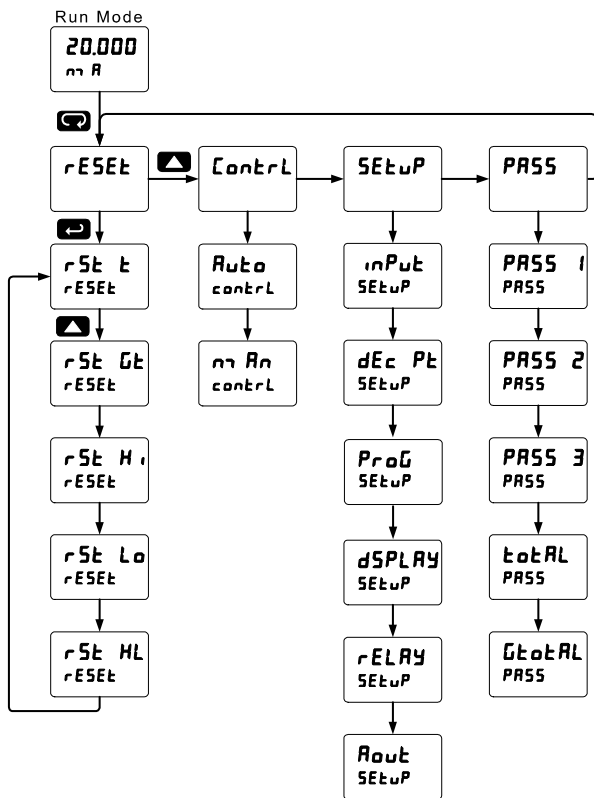 Run Mode
20.000
mA
rESEt
ContrL
SEtuP
PASS
rSt t
rESEt
Auto
contrL
inPut
SEtuP
PASS 1
PASS
rSt Gt
rESEt
mAn
contrL
dEc Pt
SEtuP
PASS 2
PASS
rSt Hi
rESEt
ProG
SEtuP
PASS 3
PASS
rSt Lo
rESEt
dSPLAY
SEtuP
totAL
PASS
rSt HL
rESEt
rELAY
SEtuP
GtotAL
PASS
Aout
SEtuP